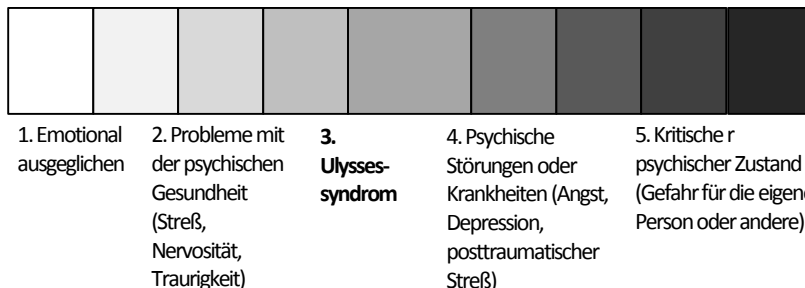 1. Emotional
ausgeglichen
2. Probleme mit
der psychischen
Gesundheit
(Streß,
Nervosität,
Traurigkeit)
3.
Ulysses-
syndrom
4. Psychische
Störungen oder
Krankheiten (Angst,
Depression,
posttraumatischer
Streß)
5. Kritische r
psychischer Zustand
(Gefahr für die eigene
Person oder andere)